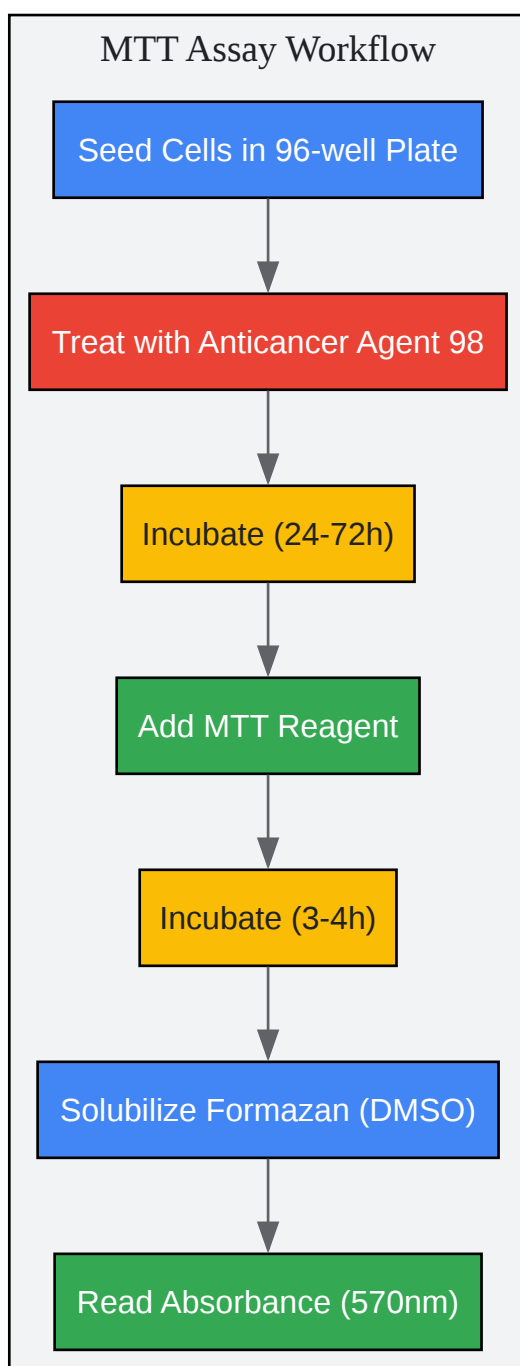 MTT Assay Workflow
Seed Cells in 96-well Plate
Treat with Anticancer Agent 98
Incubate (24-72h)
Add MTT Reagent
Incubate (3-4h)
Solubilize Formazan (DMSO)
Read Absorbance (570nm)